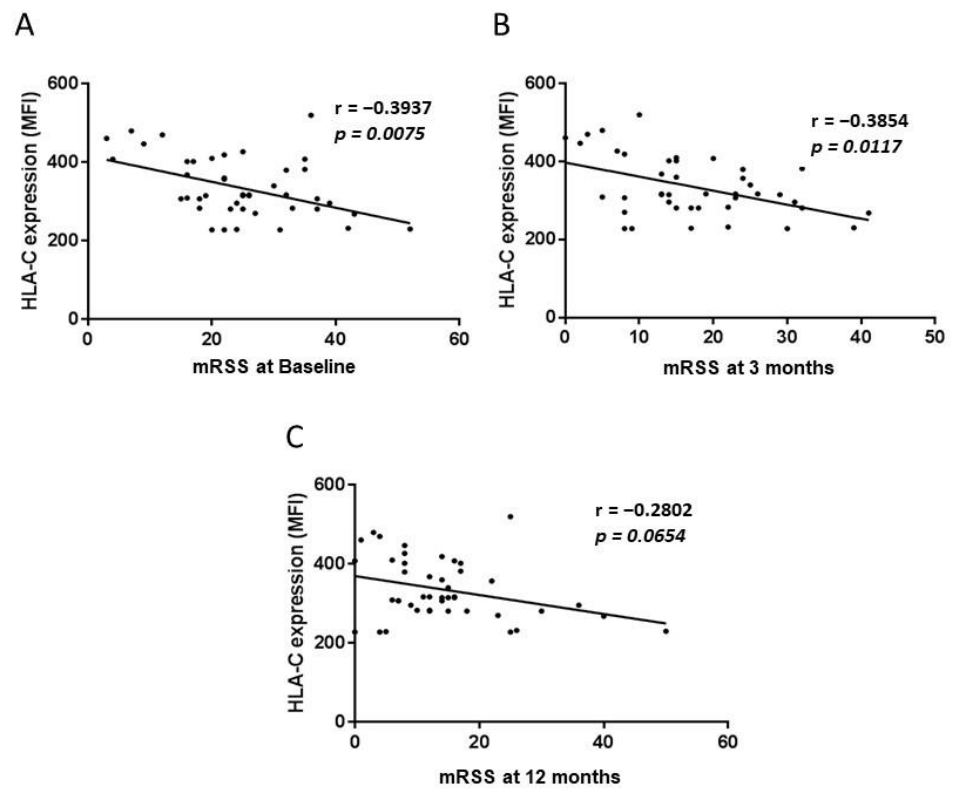 A
HLA-C expression (MFI)
600
400
200
0
0
20
40
60
r = −0.3937
p = 0.0075
mRSS at Baseline
B
HLA-C expression (MFI)
600
400
200
0
0
10
20
30
40
50
r = −0.3854
p = 0.0117
mRSS at 3 months
C
HLA-C expression (MFI)
600
400
200
0
0
20
40
60
r = −0.2802
p = 0.0654
mRSS at 12 months